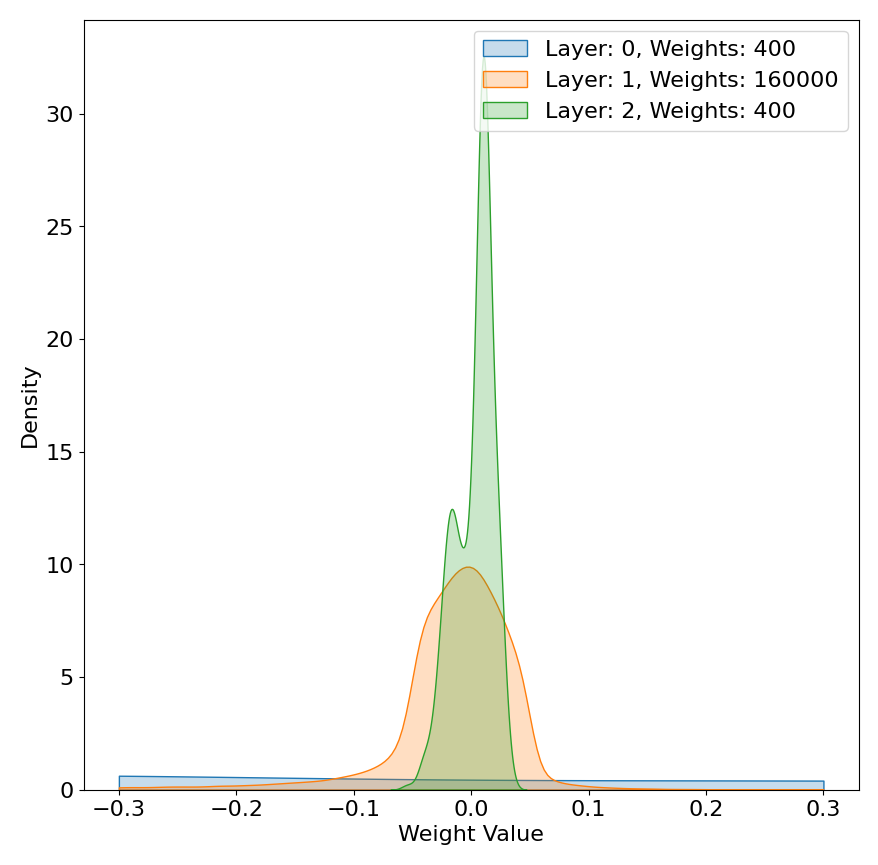 Layer: 0, Weights: 400
Layer: 1, Weights: 160000
Layer: 2, Weights: 400
Density
30
25
20
15
10
5
0
−0.3 −0.2 −0.1 0.0 0.1 0.2 0.3
Weight Value